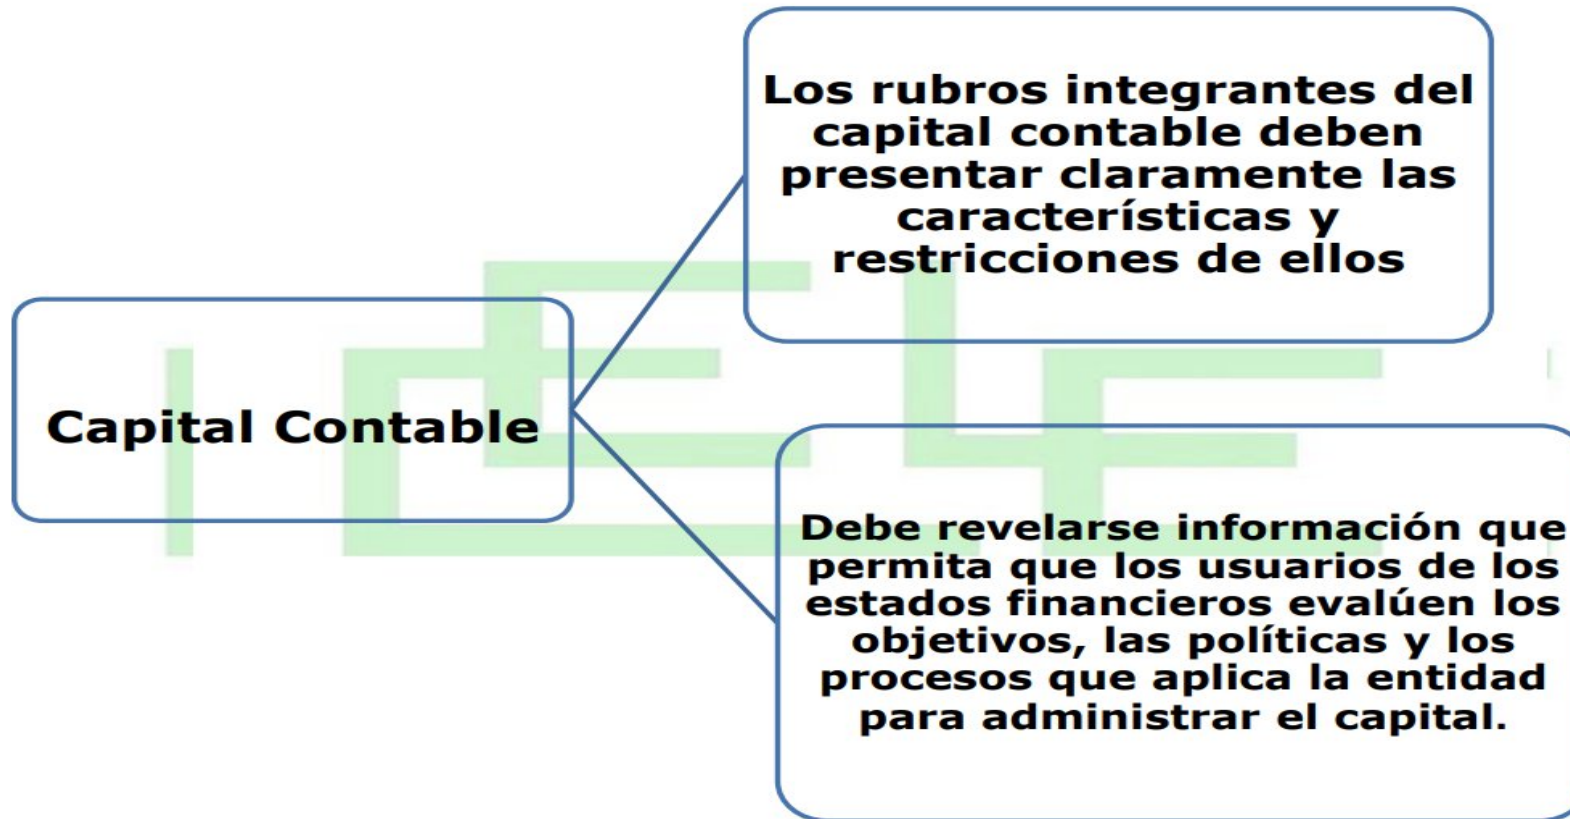 Los rubros integrantes del
capital contable deben
presentar claramente las
características y
restricciones de ellos
Capital Contable
Debe revelarse información que
permita que los usuarios de los
estados financieros evalúen los
objetivos, las políticas y los
procesos que aplica la entidad
para administrar el capital.